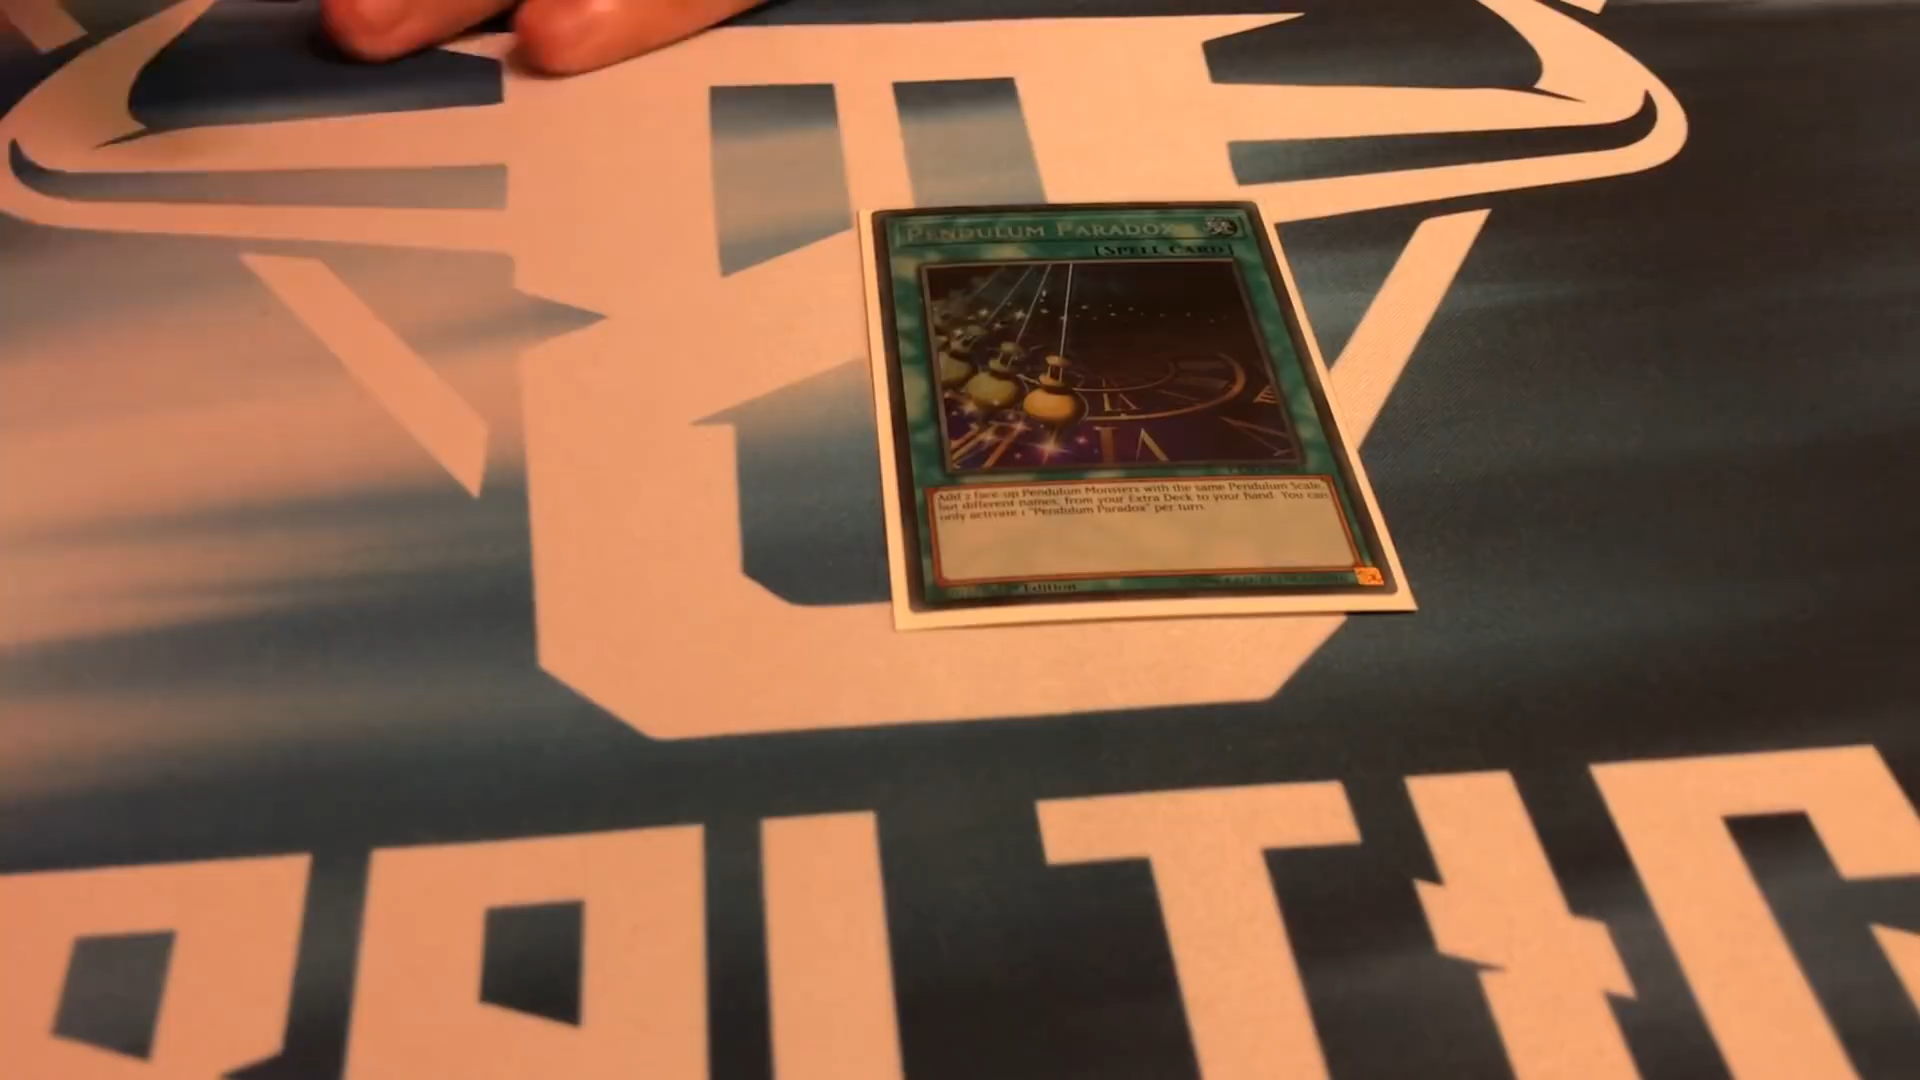 PENDULUM PARADOX
[SPELL CARD]
Add 2 face-up Pendulum Monsters with the same Pendulum Scale,
but different names, from your Extra Deck to your hand. You can
only activate 1 "Pendulum Paradox" per turn.
Edition